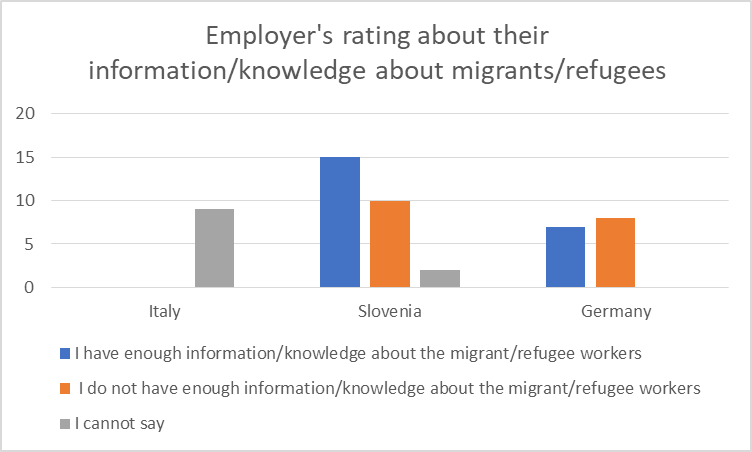 Employer's rating about their
information/knowledge about migrants/refugees
20
15
10
5
0
Italy
Slovenia
Germany
I have enough information/knowledge about the migrant/refugee workers
I do not have enough information/knowledge about the migrant/refugee workers
I cannot say